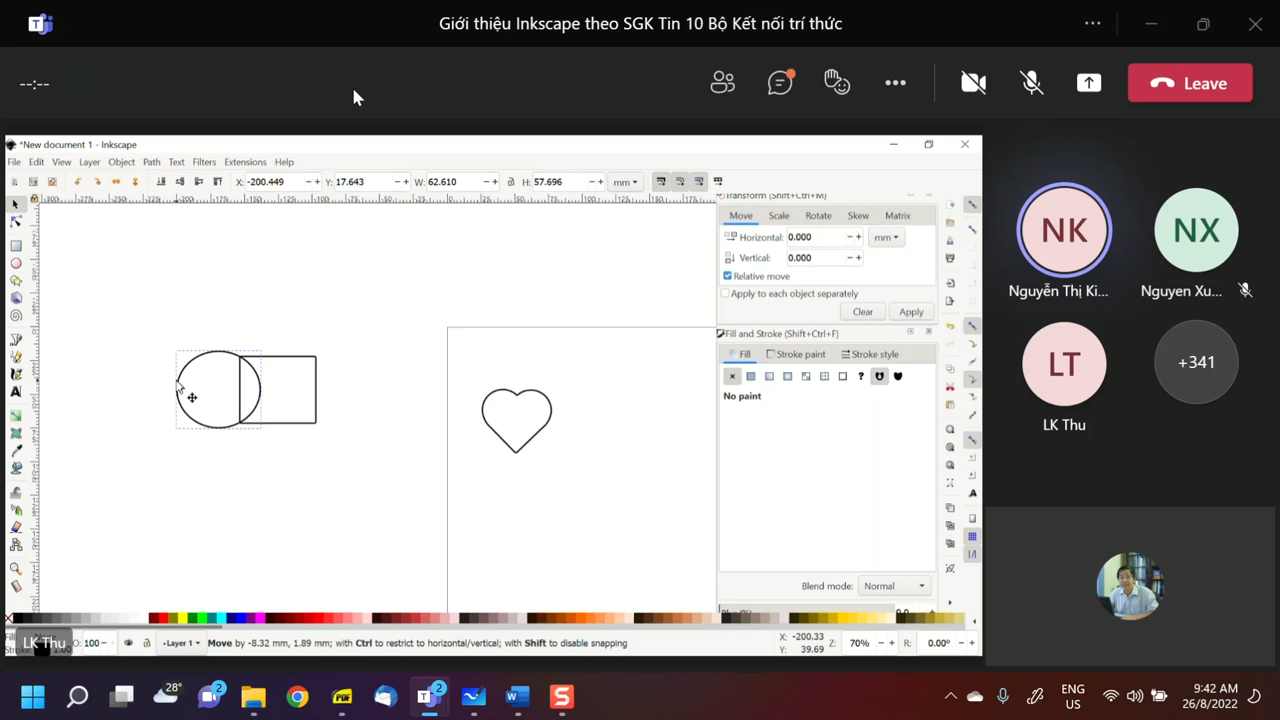 Giới thiệu Inkscape theo SGK Tin 10 Bộ Kết nối trí thức
--:--
Leave
*New document 1 - Inkscape
File Edit View Layer Object Path Text Filters Extensions Help
X: -200.449 Y: 17.643 W: 62.610 H: 57.696 mm
Transform (Shift+Ctrl+M)
Move Scale Rotate Skew Matrix
Horizontal: 0.000 mm
Vertical: 0.000
Relative move
Apply to each object separately
Clear Apply
Fill and Stroke (Shift+Ctrl+F)
Fill Stroke paint Stroke style
No paint
Blend mode: Normal
O: 100 Layer 1 Move by -8.32 mm, 1.89 mm; with Ctrl to restrict to horizontal/vertical; with Shift to disable snapping
X: -200.33
Y: 39.69
Z: 70% R: 0.00°
LK Thu
NK
Nguyễn Thị Ki...
NX
Nguyen Xu...
LT
LK Thu
+341
28°
2
PDF
2
ENG
US
9:42 AM
26/8/2022